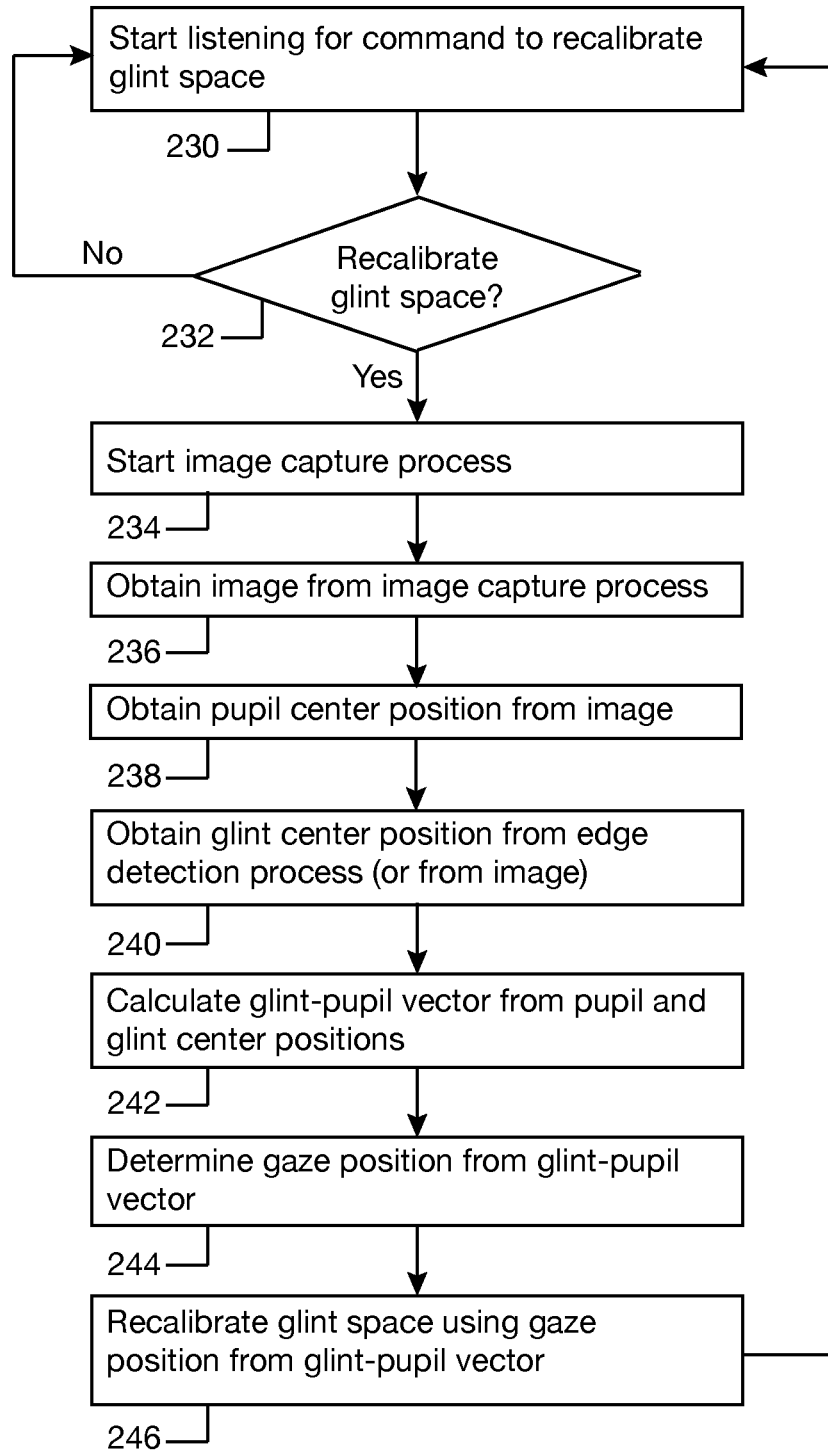 Start listening for command to recalibrate
glint space
230
No
Recalibrate
glint space?
232
Yes
Start image capture process
234
Obtain image from image capture process
236
Obtain pupil center position from image
238
Obtain glint center position from edge
detection process (or from image)
240
Calculate glint-pupil vector from pupil and
glint center positions
242
Determine gaze position from glint-pupil
vector
244
Recalibrate glint space using gaze
position from glint-pupil vector
246